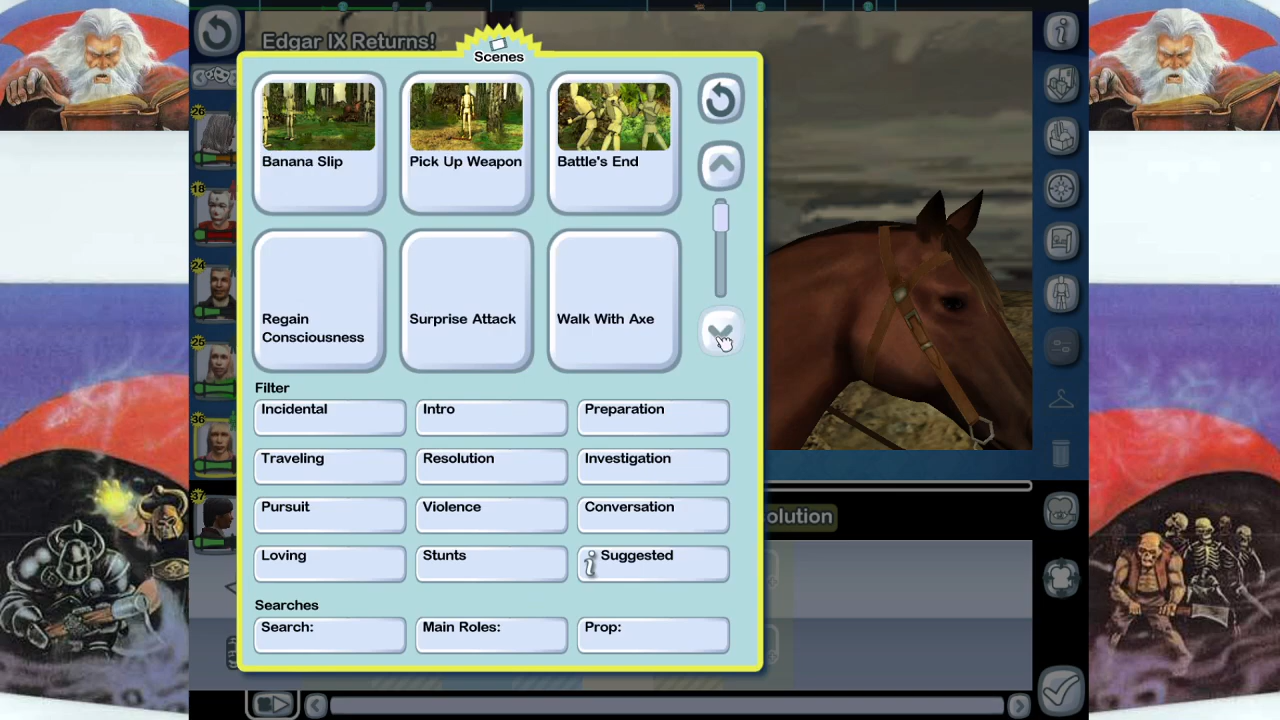 Edgar IX Returns!
Scenes
Banana Slip
Pick Up Weapon
Battle's End
Regain
Consciousness
Surprise Attack
Walk With Axe
Filter
Incidental
Intro
Preparation
Traveling
Resolution
Investigation
Pursuit
Violence
Conversation
Loving
Stunts
Suggested
Searches
Search:
Main Roles:
Prop:
olution
26
18
24
25
36
37